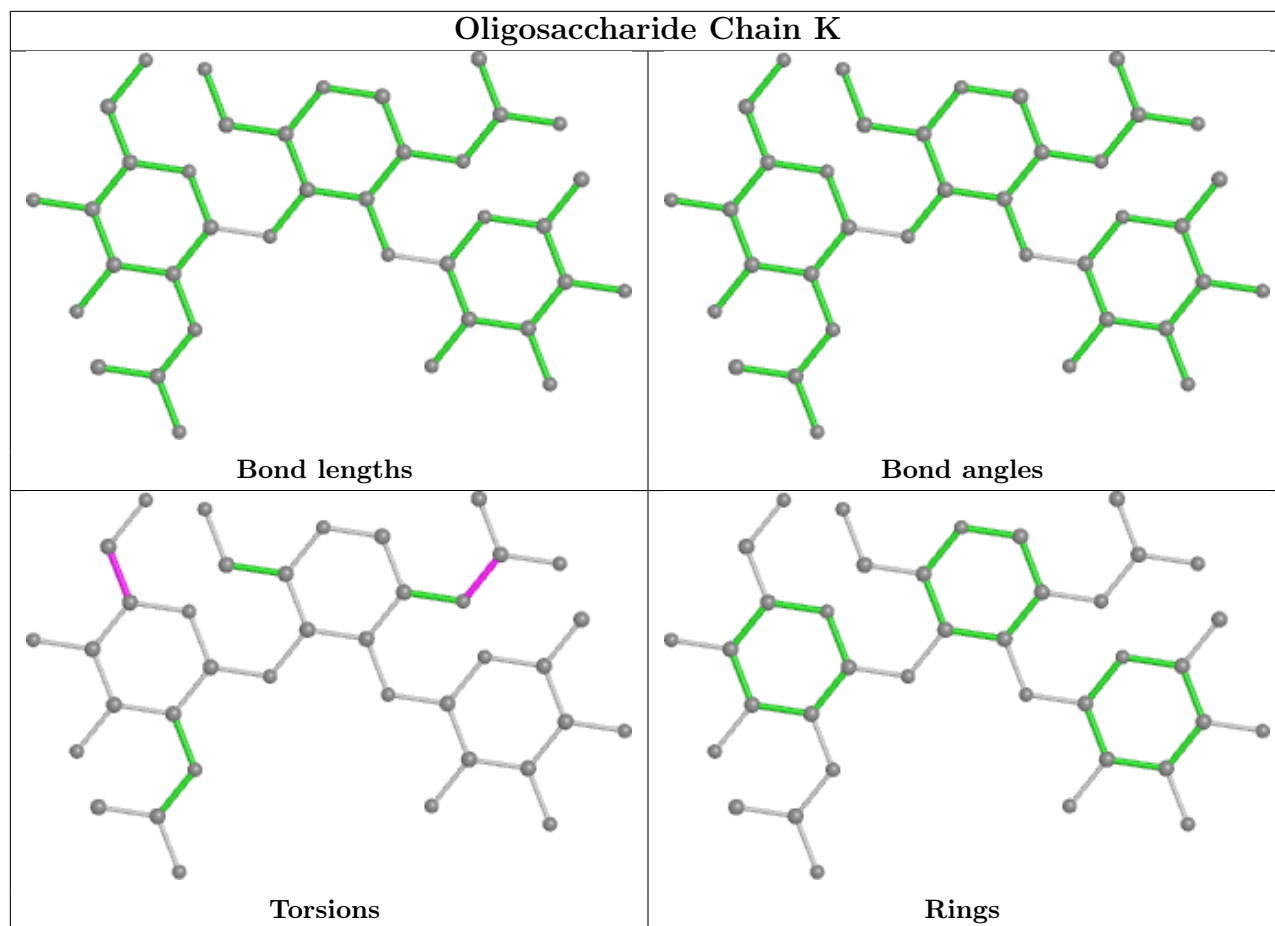 Oligosaccharide Chain K
Bond lengths
Bond angles
Torsions
Rings